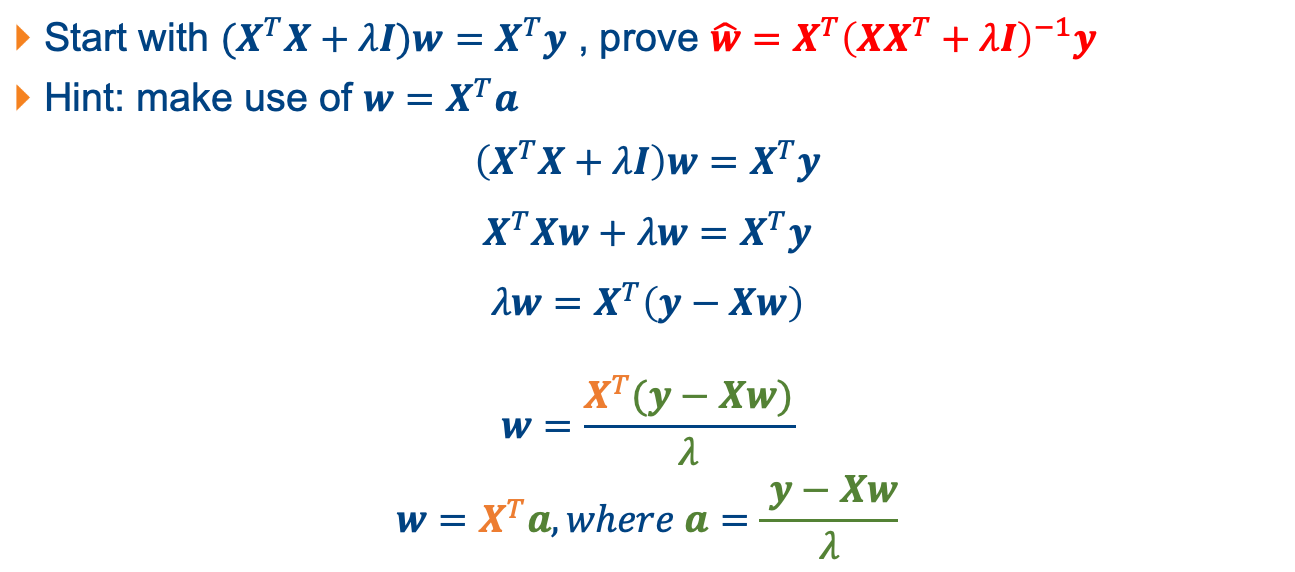 Start with (XᵀX + λI)w = Xᵀy , prove ŵ = Xᵀ(XXᵀ + λI)⁻¹y
Hint: make use of w = Xᵀa
(XᵀX + λI)w = Xᵀy
XᵀXw + λw = Xᵀy
λw = Xᵀ(y − Xw)
w = Xᵀ(y − Xw) / λ
w = Xᵀa, where a = y − Xw / λ